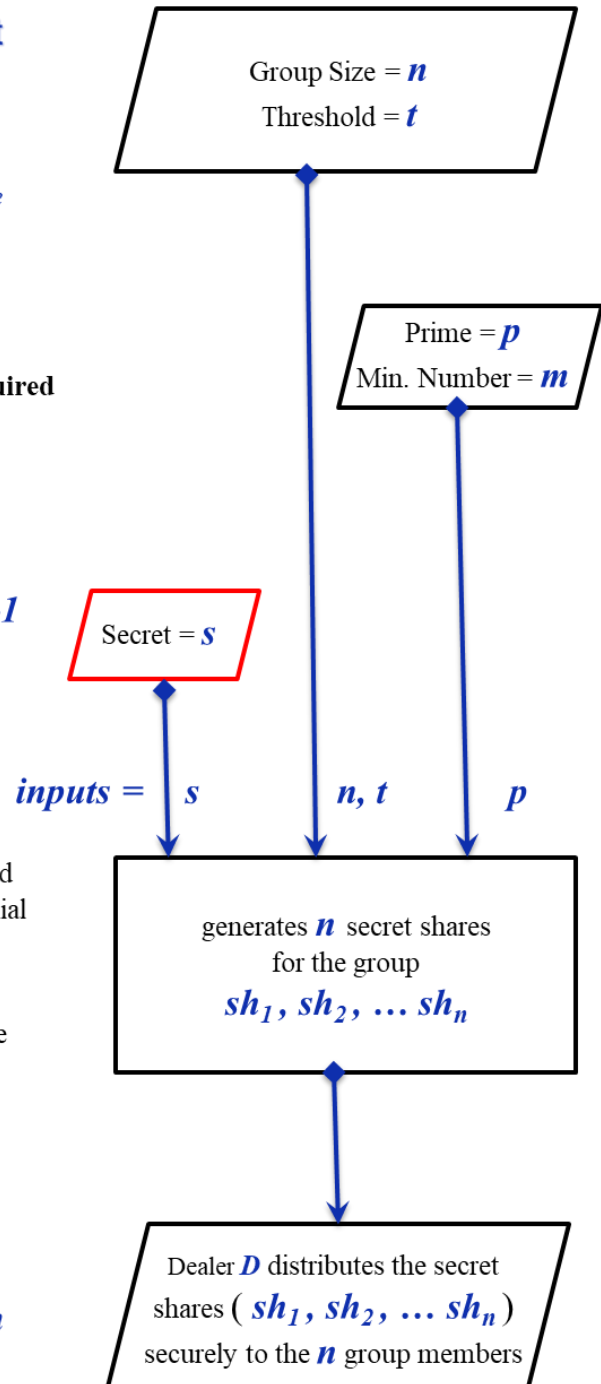 Group Size = n
Threshold = t
Prime = p
Min. Number = m
Secret = s
inputs = s n, t p
generates n secret shares
for the group
sh₁, sh₂, … shₙ
Dealer D distributes the secret
shares ( sh₁, sh₂, … shₙ )
securely to the n group members